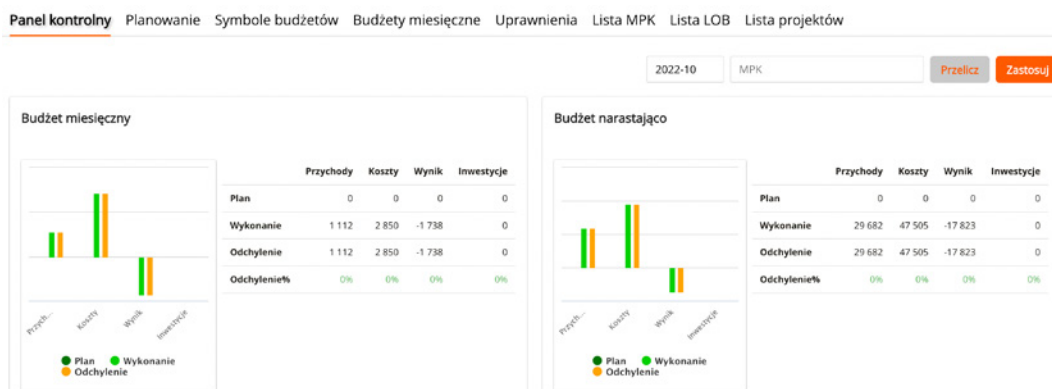 Panel kontrolny Planowanie Symbole budżetów Budżety miesięczne Uprawnienia Lista MPK Lista LOB Lista projektów
2022-10 MPK Przelicz Zastosuj
Budżet miesięczny
Przychody Koszty Wynik Inwestycje
Plan 0 0 0 0
Wykonanie 1 112 2 850 -1 738 0
Odchylenie 1 112 2 850 -1 738 0
Odchylenie% 0% 0% 0% 0%
Przych... Koszty Wynik Inwestycje
Plan Wykonanie
Odchylenie
Budżet narastająco
Przychody Koszty Wynik Inwestycje
Plan 0 0 0 0
Wykonanie 29 682 47 505 -17 823 0
Odchylenie 29 682 47 505 -17 823 0
Odchylenie% 0% 0% 0% 0%
Przych... Koszty Wynik Inwestycje
Plan Wykonanie
Odchylenie